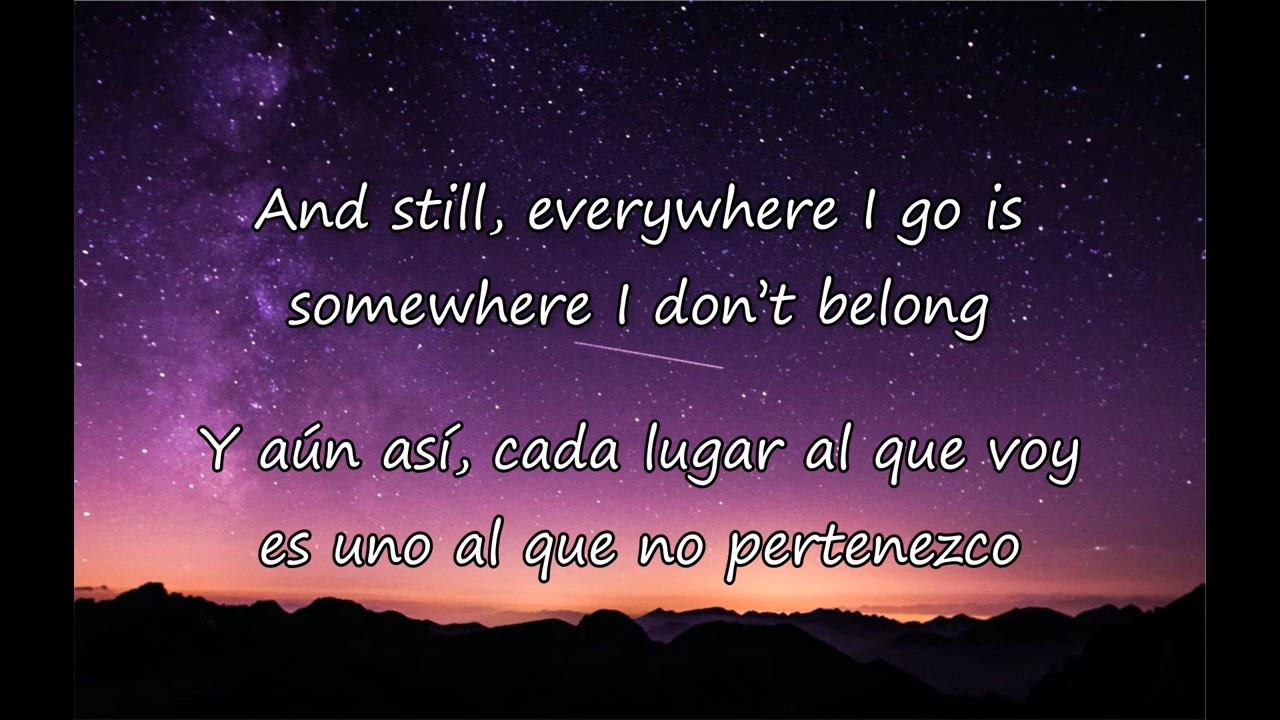 And still, everywhere I go is
somewhere I don’t belong
Y aún así, cada lugar al que voy
es uno al que no pertenezco